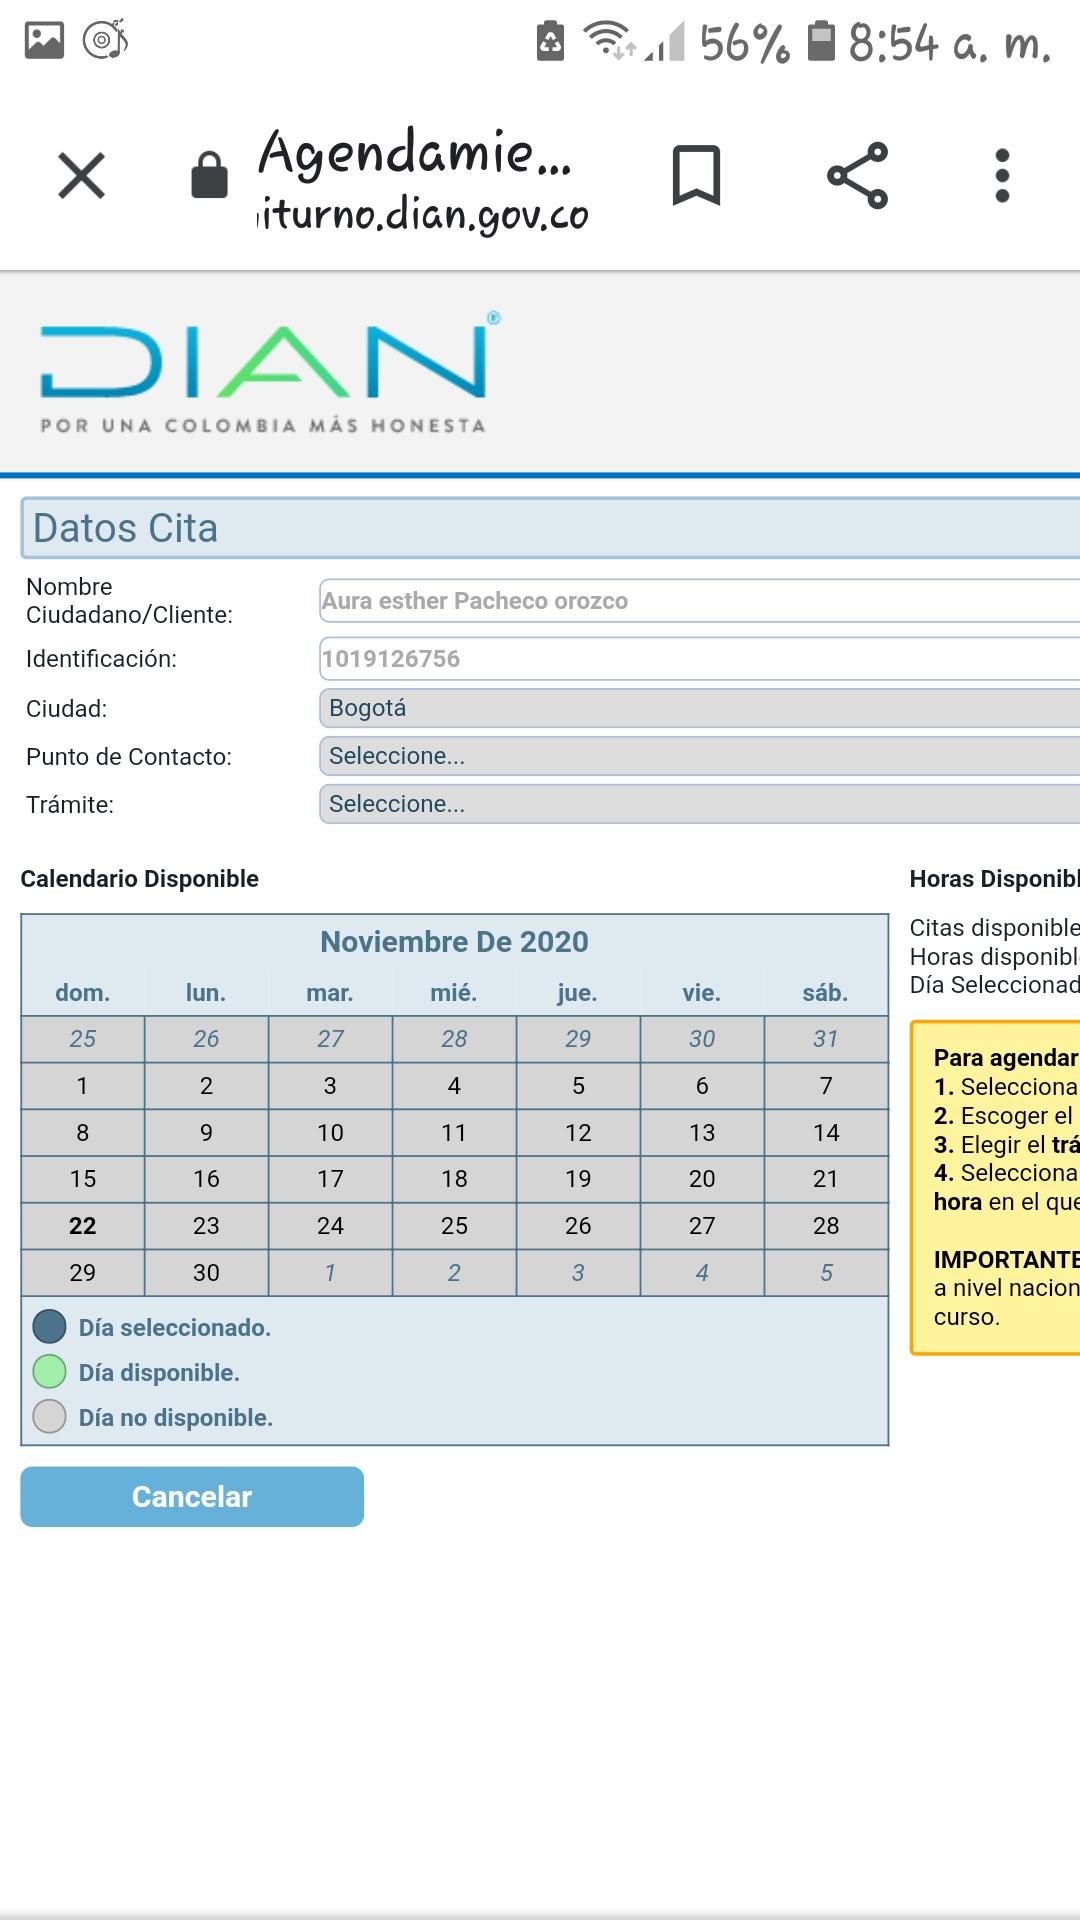 56% 8:54 a. m.
Agendamie...
iturno.dian.gov.co
DIAN®
POR UNA COLOMBIA MÁS HONESTA
Datos Cita
Nombre
Ciudadano/Cliente:
Aura esther Pacheco orozco
Identificación:
1019126756
Ciudad:
Bogotá
Punto de Contacto:
Seleccione...
Trámite:
Seleccione...
Calendario Disponible
Noviembre De 2020
dom. lun. mar. mié. jue. vie. sáb.
25 26 27 28 29 30 31
1 2 3 4 5 6 7
8 9 10 11 12 13 14
15 16 17 18 19 20 21
22 23 24 25 26 27 28
29 30 1 2 3 4 5
Día seleccionado.
Día disponible.
Día no disponible.
Cancelar
Horas Disponibl
Citas disponible
Horas disponibl
Día Seleccionad
Para agendar
1. Selecciona
2. Escoger el
3. Elegir el trá
4. Selecciona
hora en el que
IMPORTANTE
a nivel nacion
curso.